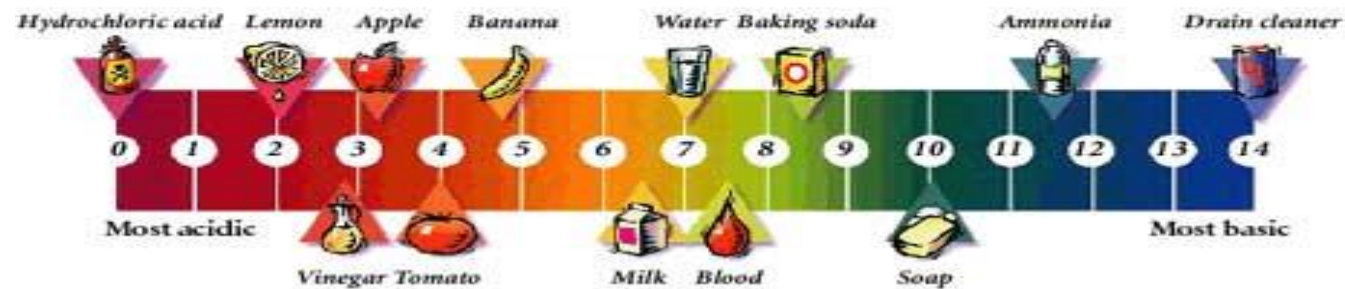 Hydrochloric acid Lemon Apple Banana Water Baking soda Ammonia Drain cleaner
0 1 2 3 4 5 6 7 8 9 10 11 12 13 14
Most acidic Most basic
Vinegar Tomato Milk Blood Soap